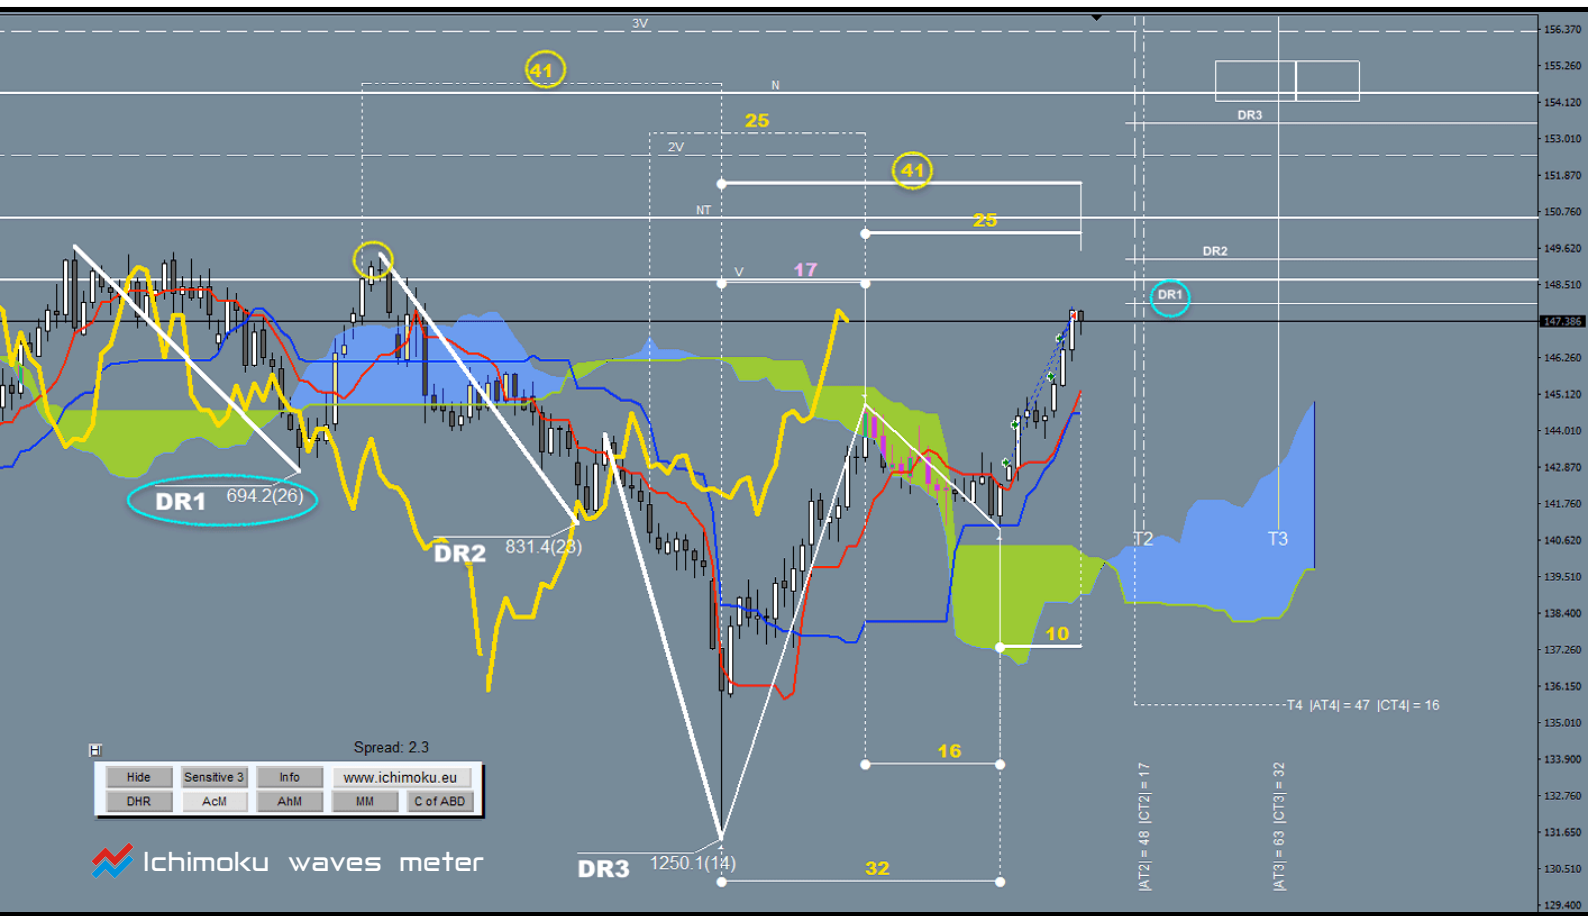 3V
156.370
155.260
154.120
153.010
151.870
150.760
149.620
148.510
147.386
146.260
145.120
144.010
142.870
141.760
140.620
139.510
138.400
137.260
136.150
135.010
133.900
132.760
131.650
130.510
129.400
41
N
DR3
25
2V
41
NT
25
DR2
V
17
DR1
DR1 694.2(26)
DR2 831.4(23)
T2
T3
10
T4 |AT4| = 47 |CT4| = 16
16
Spread: 2.3
H
Hide Sensitive 3 Info www.ichimoku.eu
DHR AcM AhM MM C of ABD
Ichimoku waves meter
DR3 1250.1(14)
32
|AT2| = 48 |CT2| = 17
|AT3| = 63 |CT3| = 32